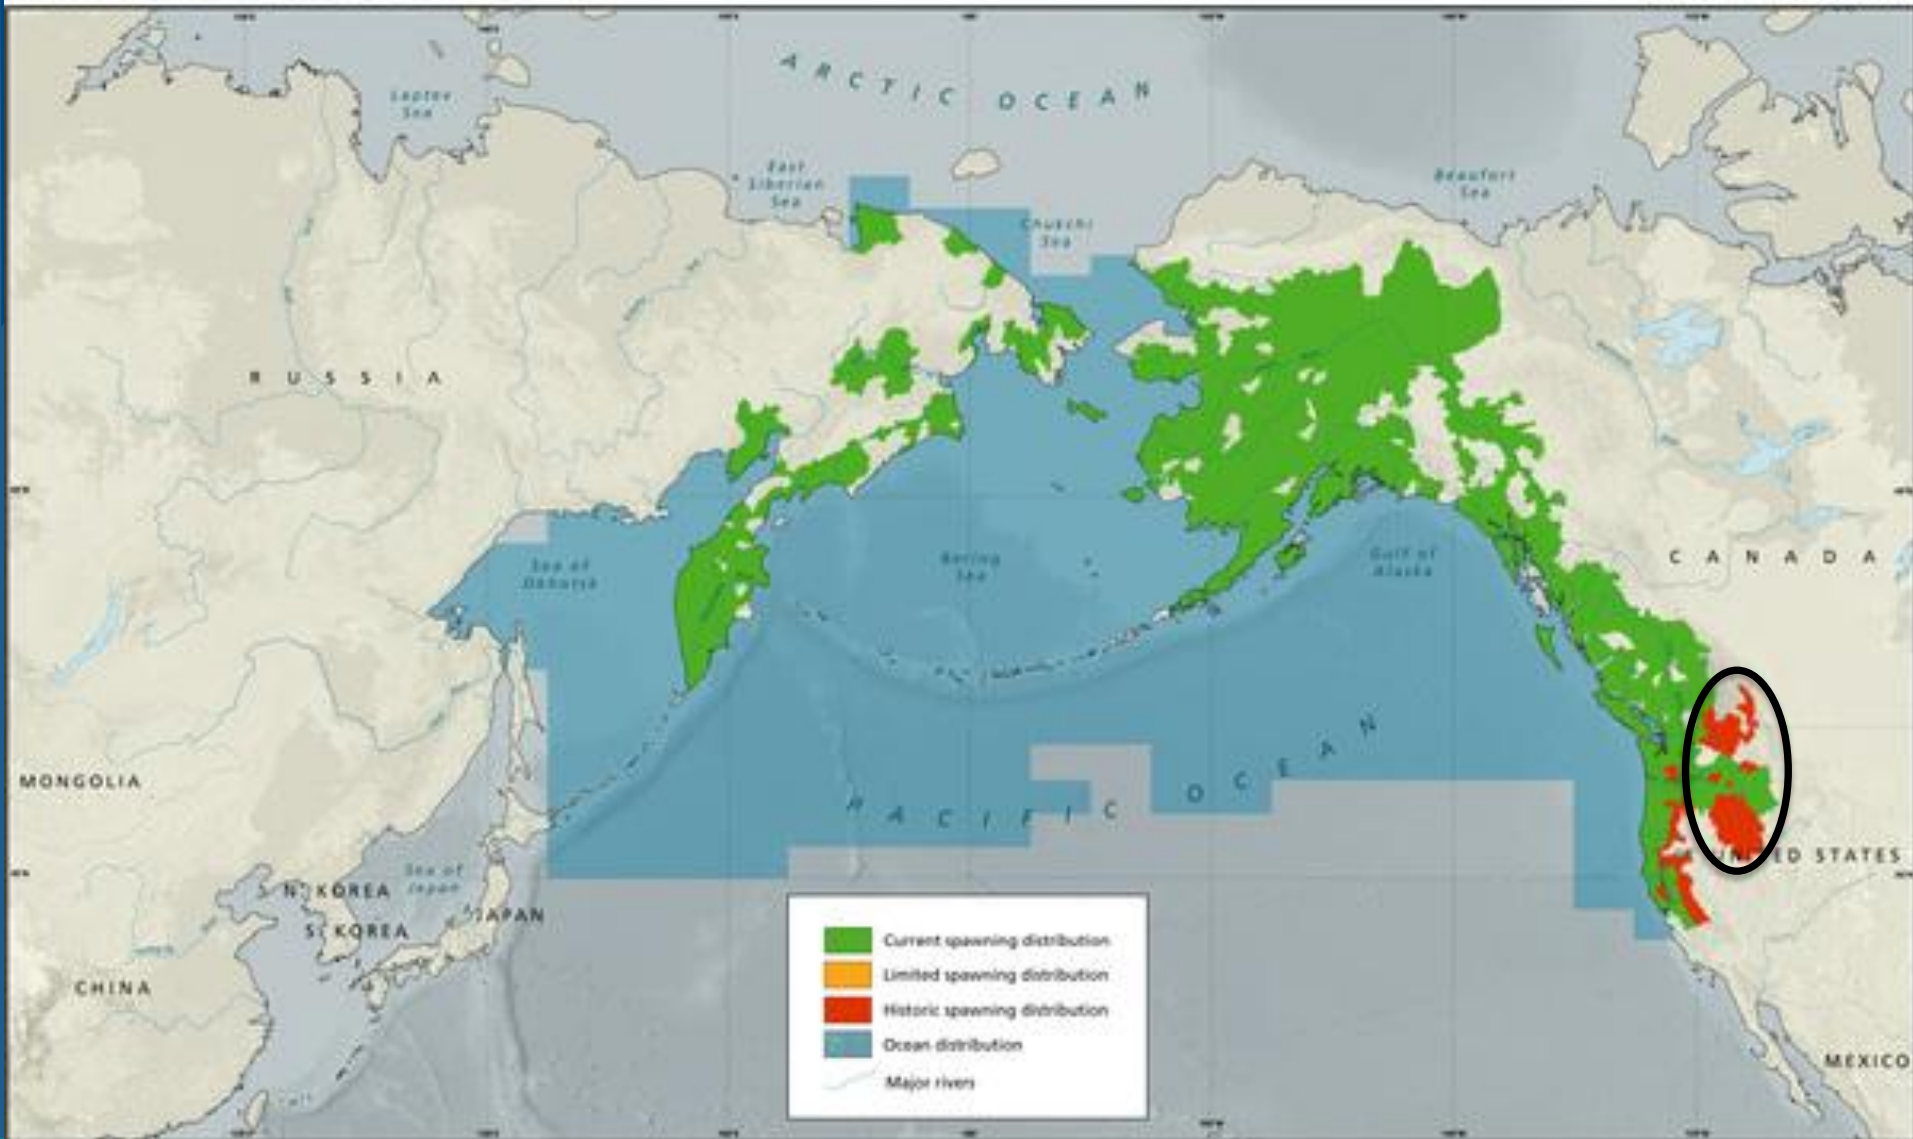 ARCTIC OCEAN
Laptev
Sea
East
Siberian
Sea
Chukchi
Sea
Beaufort
Sea
RUSSIA
CANADA
Sea of
Okhotsk
Bering
Sea
Gulf of
Alaska
MONGOLIA
PACIFIC OCEAN
UNITED STATES
N. KOREA
Sea of
Japan
JAPAN
S. KOREA
CHINA
MEXICO
Current spawning distribution
Limited spawning distribution
Historic spawning distribution
Ocean distribution
Major rivers